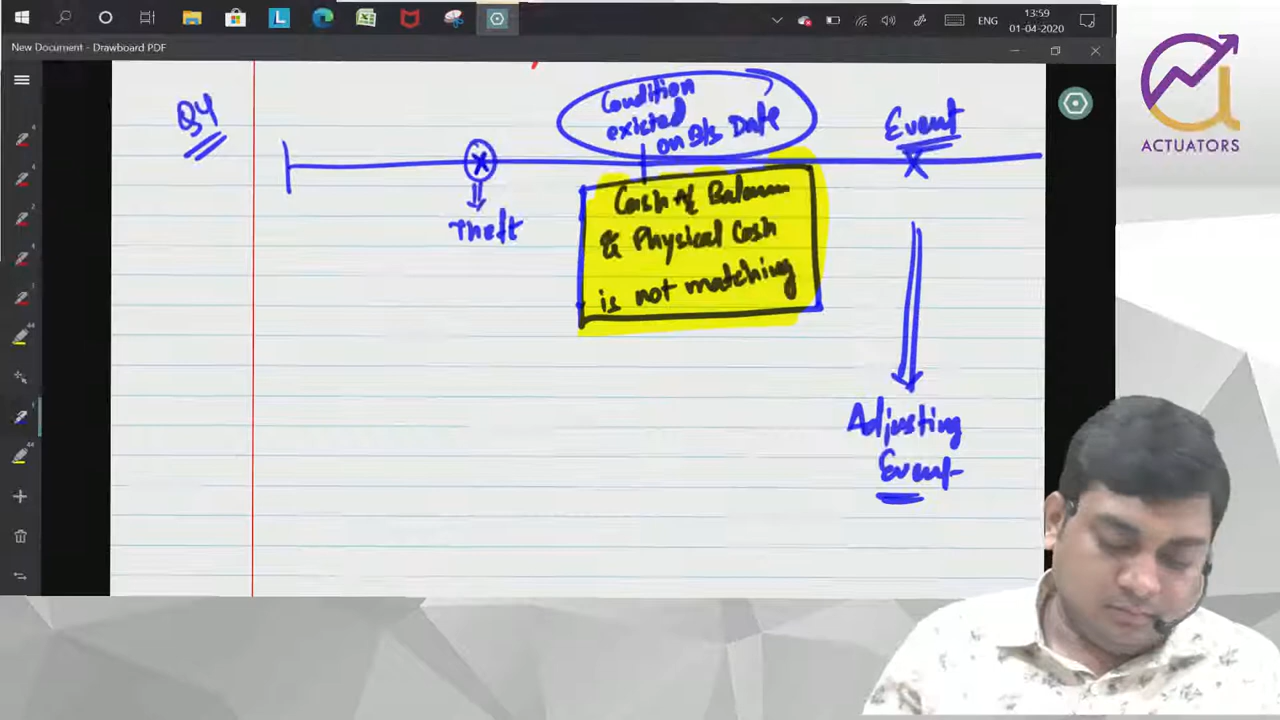 13:59
ENG
01-04-2020
New Document - Drawboard PDF
Q4
Condition
existed
on B/s Date
Event
Theft
Cash A/c Balance
& Physical Cash
is not matching
Adjusting
Event
ACTUATORS